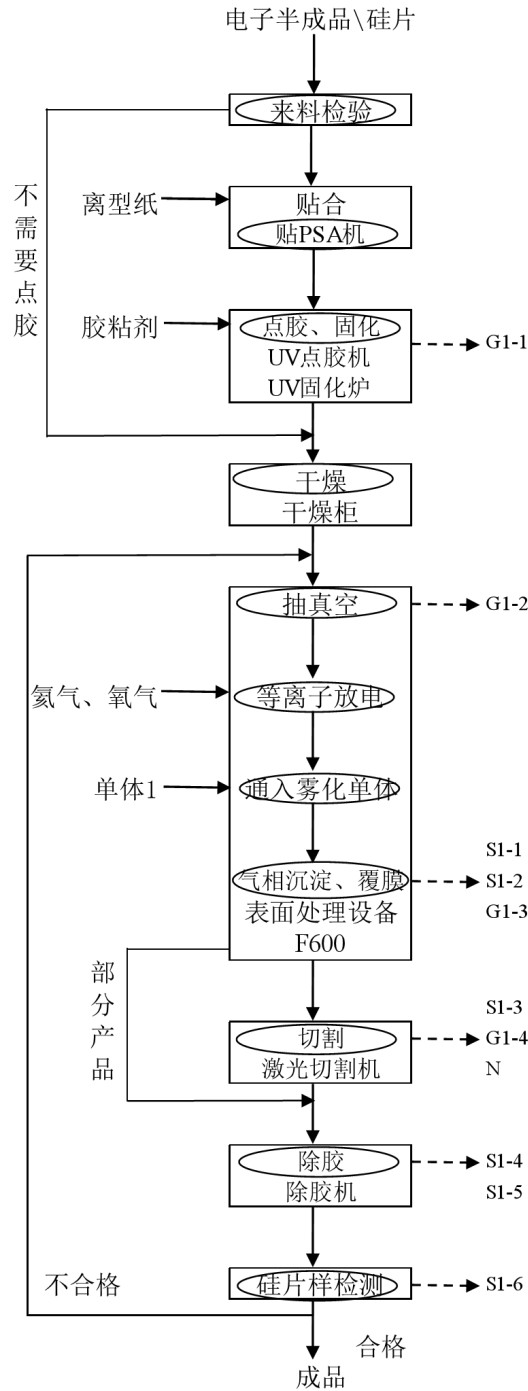 电子半成品\硅片
来料检验
不需要点胶
离型纸
贴合
贴PSA机
胶粘剂
点胶、固化
UV点胶机
UV固化炉
G1-1
干燥
干燥柜
抽真空
G1-2
氦气、氧气
等离子放电
单体1
通入雾化单体
气相沉淀、覆膜
表面处理设备
F600
S1-1
S1-2
G1-3
部分产品
切割
激光切割机
S1-3
G1-4
N
除胶
除胶机
S1-4
S1-5
不合格
硅片样检测
S1-6
合格
成品